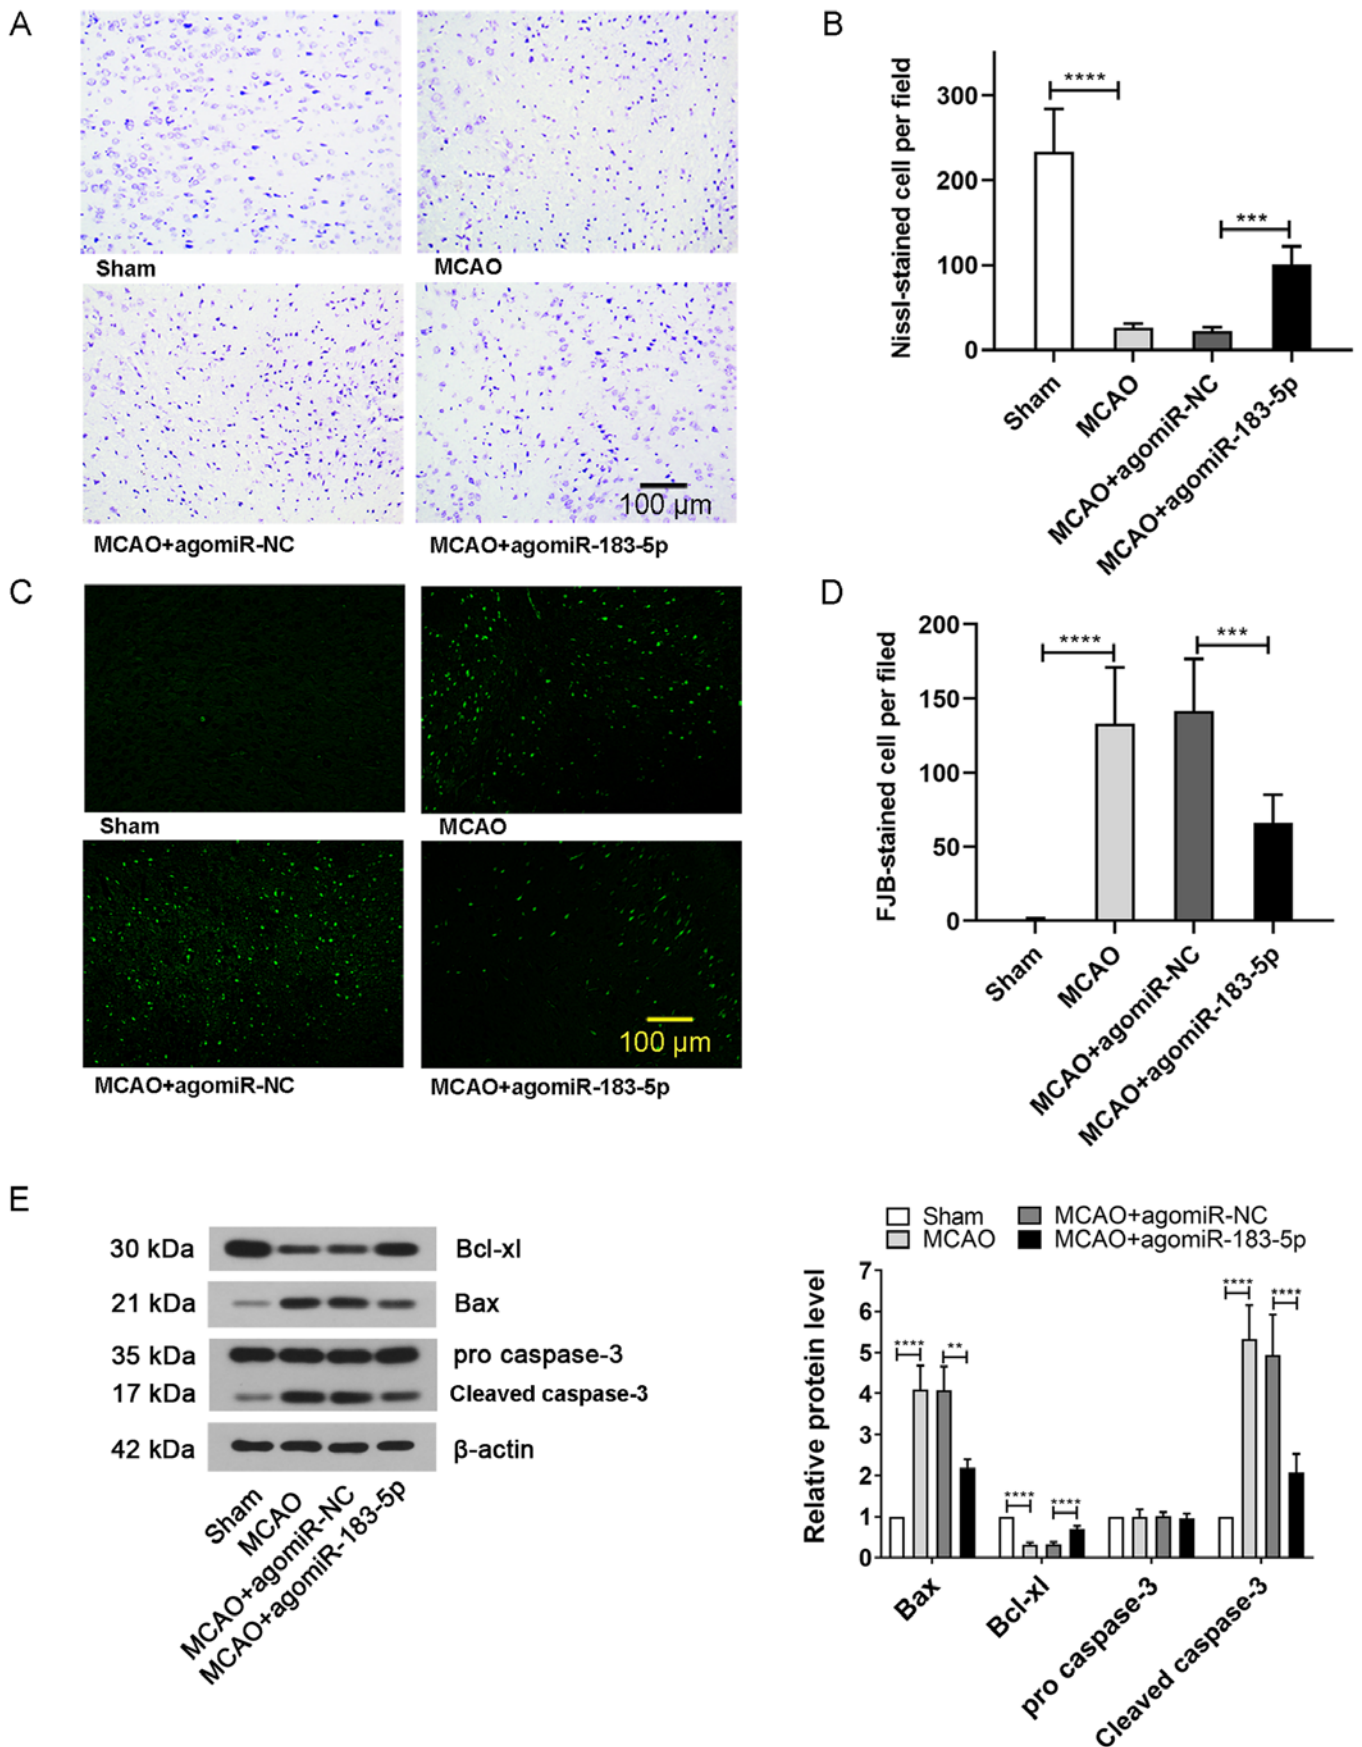 A
Sham
MCAO
100 μm
MCAO+agomiR-NC
MCAO+agomiR-183-5p
B
Nissl-stained cell per field
300
200
100
0
****
***
Sham
MCAO
MCAO+agomiR-NC
MCAO+agomiR-183-5p
C
Sham
MCAO
100 μm
MCAO+agomiR-NC
MCAO+agomiR-183-5p
D
FJB-stained cell per filed
200
150
100
50
0
****
***
Sham
MCAO
MCAO+agomiR-NC
MCAO+agomiR-183-5p
E
30 kDa Bcl-xl
21 kDa Bax
35 kDa pro caspase-3
17 kDa Cleaved caspase-3
42 kDa β-actin
Sham
MCAO
MCAO+agomiR-NC
MCAO+agomiR-183-5p
Sham MCAO+agomiR-NC
MCAO MCAO+agomiR-183-5p
Relative protein level
7
6
5
4
3
2
1
0
**** **
**** ****
**** ****
Bax
Bcl-xl
pro caspase-3
Cleaved caspase-3